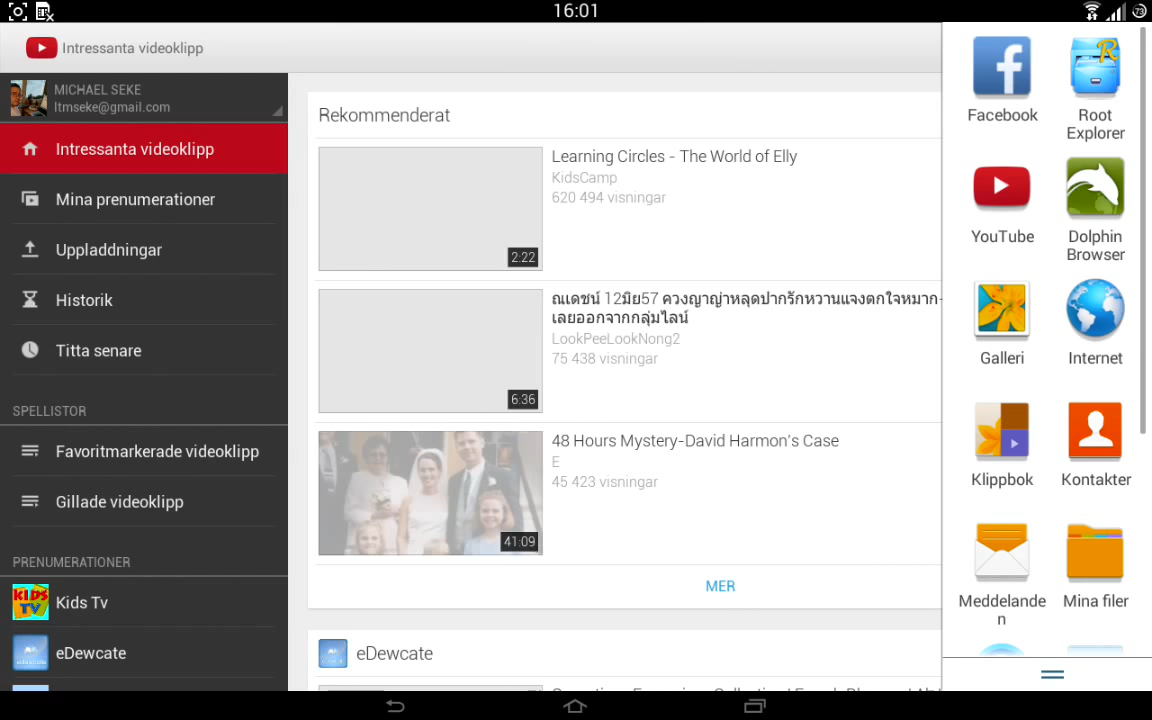 16:01
73
Intressanta videoklipp
MICHAEL SEKE
ltmseke@gmail.com
Intressanta videoklipp
Mina prenumerationer
Uppladdningar
Historik
Titta senare
SPELLISTOR
Favoritmarkerade videoklipp
Gillade videoklipp
PRENUMERATIONER
KIDS
TV
Kids Tv
eDewcate
Rekommenderat
Learning Circles - The World of Elly
KidsCamp
620 494 visningar
2:22
ณเดชน์ 12มิย57 ควงญาญ่าหลุดปากรักหวานแจงตกใจหมาก-
เลยออกจากกลุ่มไลน์
LookPeeLookNong2
75 438 visningar
6:36
48 Hours Mystery-David Harmon's Case
E
45 423 visningar
41:09
MER
eDewcate
Facebook
Root
Explorer
YouTube
Dolphin
Browser
Galleri
Internet
Klippbok
Kontakter
Meddelande
n
Mina filer